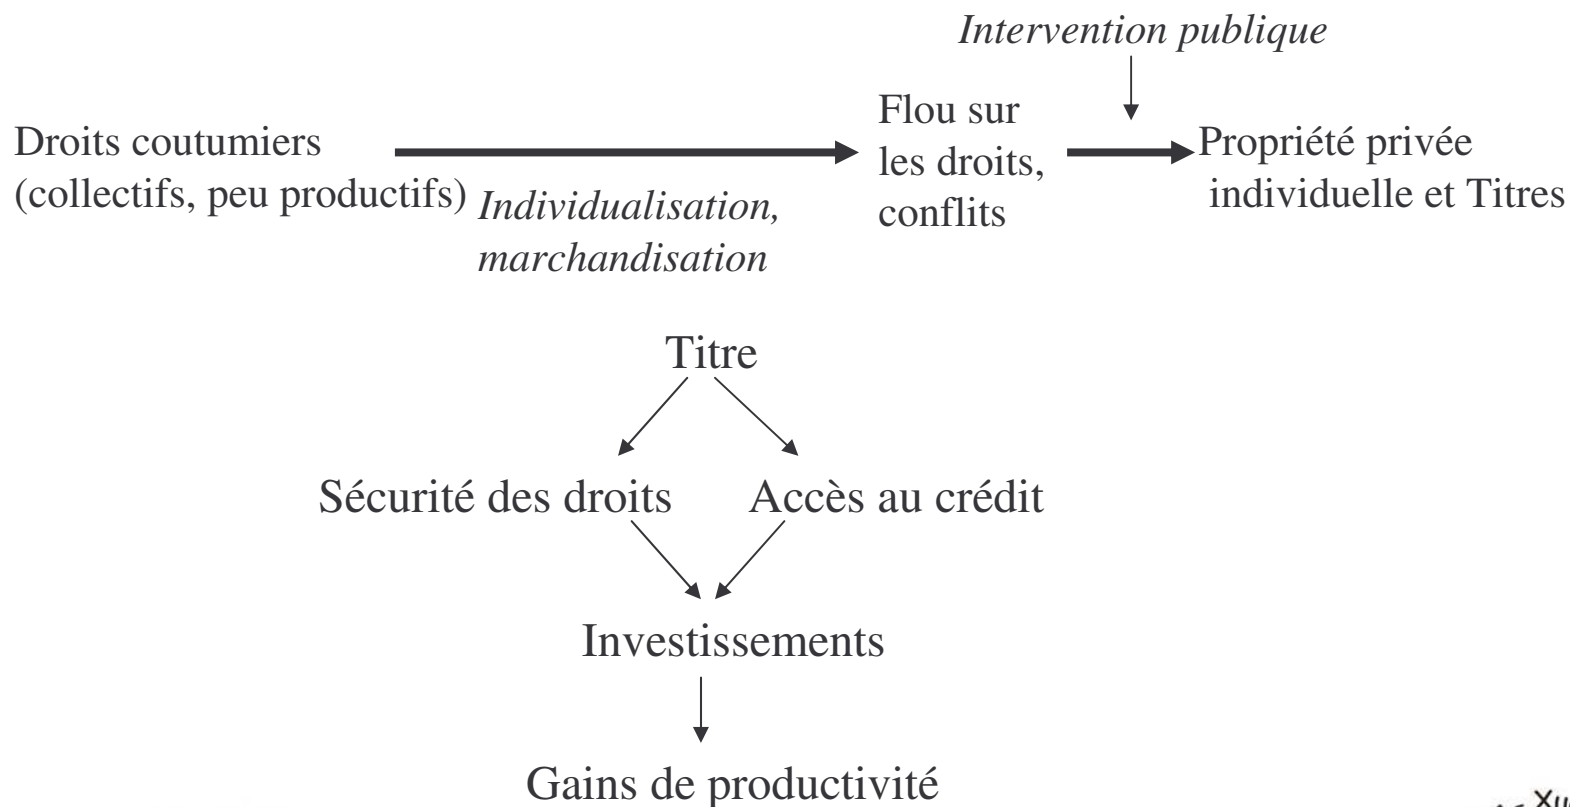 Intervention publique
Droits coutumiers
(collectifs, peu productifs)
Individualisation,
marchandisation
Flou sur
les droits,
conflits
Propriété privée
individuelle et Titres
Titre
Sécurité des droits
Accès au crédit
Investissements
Gains de productivité